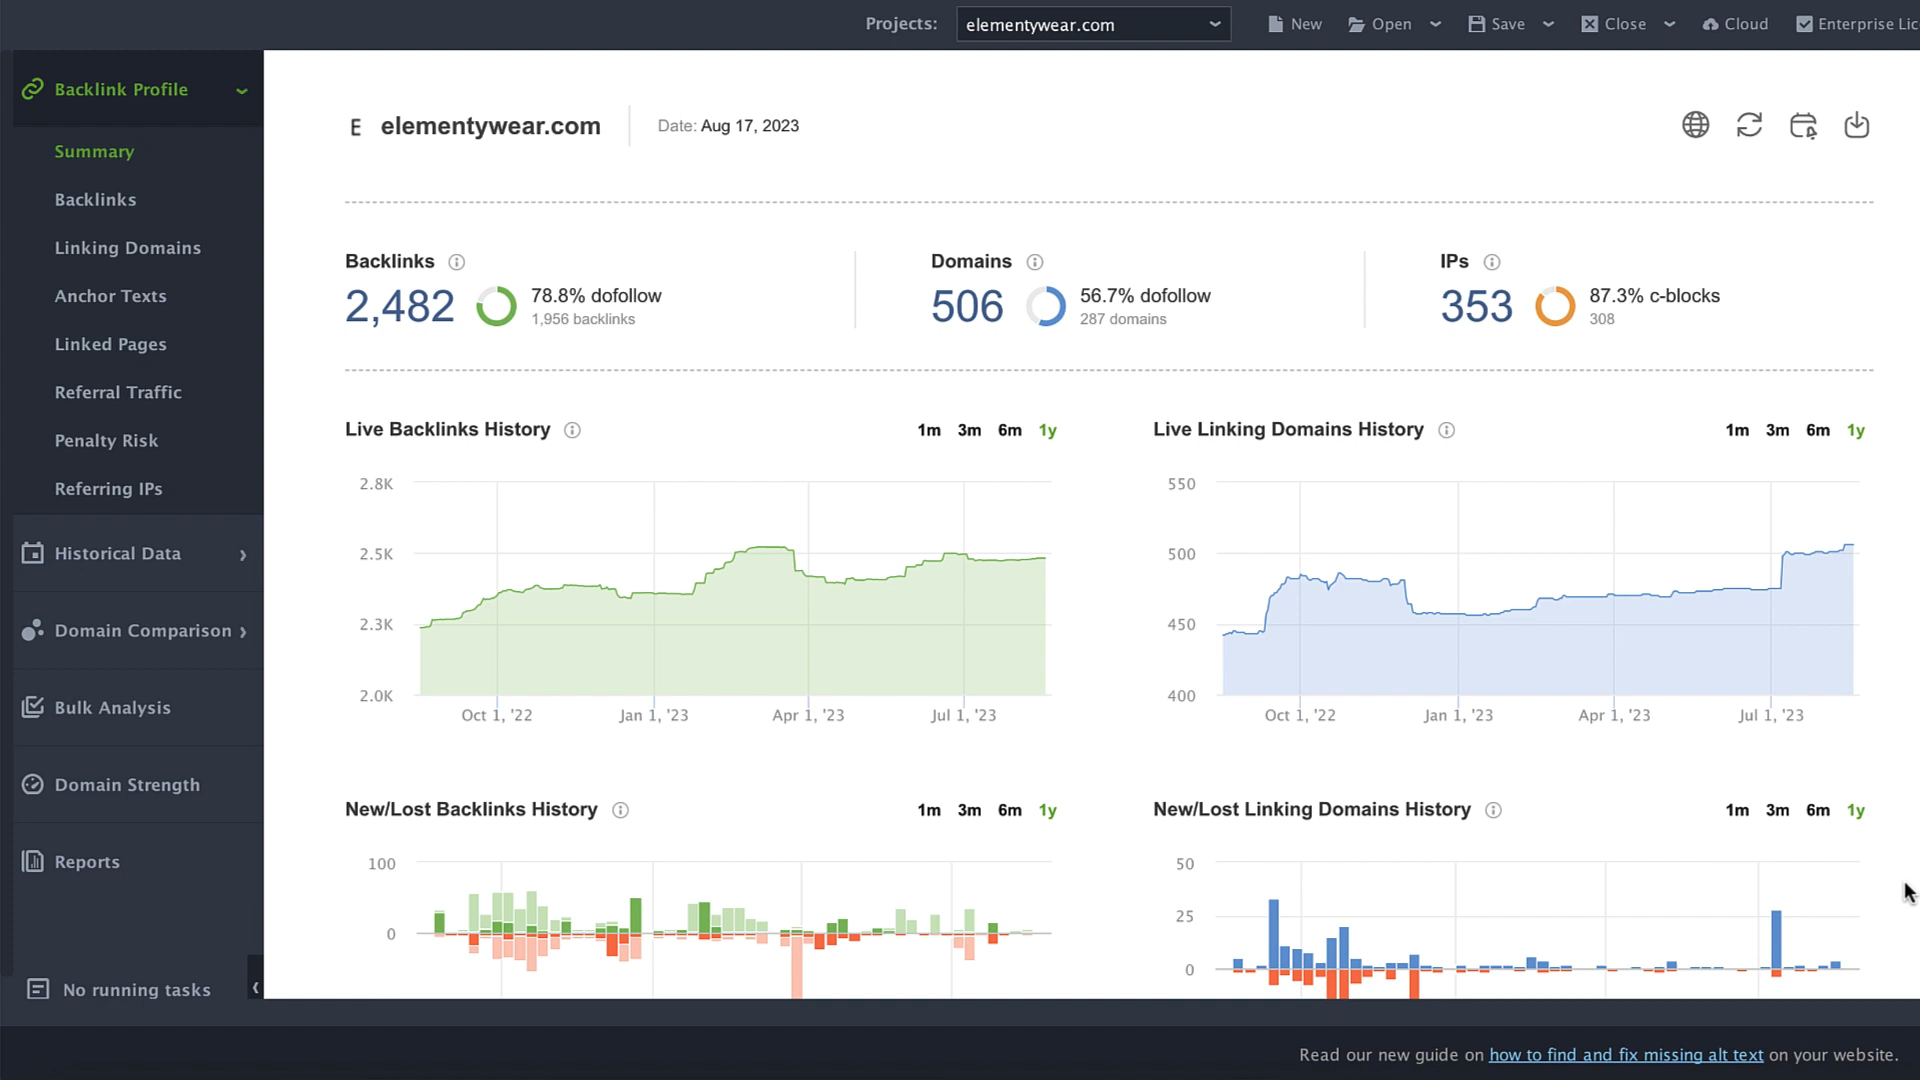 Projects: elementywear.com New Open Save Close Cloud Enterprise Lic
Backlink Profile
Summary
Backlinks
Linking Domains
Anchor Texts
Linked Pages
Referral Traffic
Penalty Risk
Referring IPs
Historical Data
Domain Comparison
Bulk Analysis
Domain Strength
Reports
No running tasks
E elementywear.com Date: Aug 17, 2023
Backlinks
2,482 78.8% dofollow
1,956 backlinks
Domains
506 56.7% dofollow
287 domains
IPs
353 87.3% c-blocks
308
Live Backlinks History 1m 3m 6m 1y
2.8K
2.5K
2.3K
2.0K
Oct 1, '22 Jan 1, '23 Apr 1, '23 Jul 1, '23
Live Linking Domains History 1m 3m 6m 1y
550
500
450
400
Oct 1, '22 Jan 1, '23 Apr 1, '23 Jul 1, '23
New/Lost Backlinks History 1m 3m 6m 1y
100
0
New/Lost Linking Domains History 1m 3m 6m 1y
50
25
0
Read our new guide on how to find and fix missing alt text on your website.